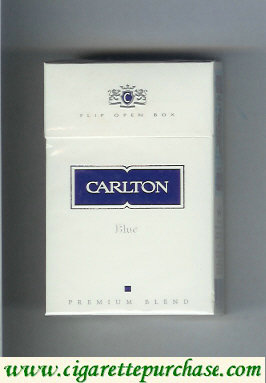 C
FLIP OPEN BOX
CARLTON
Blue
PREMIUM BLEND
www.cigarettepurchase.com